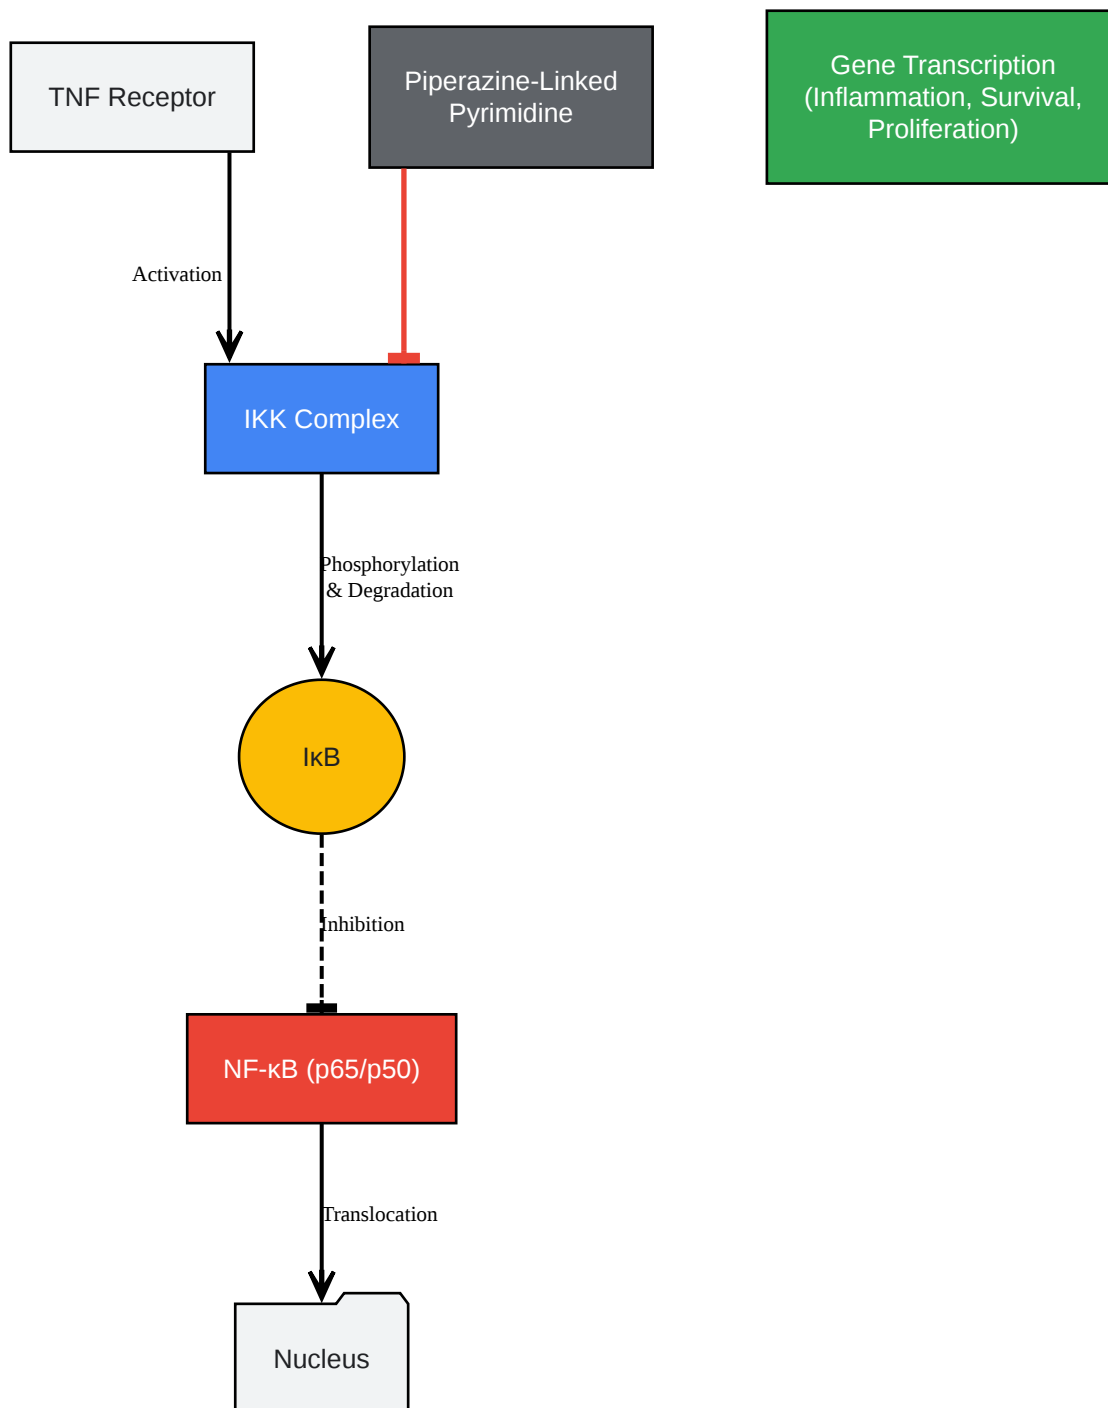 TNF Receptor
Piperazine-Linked
Pyrimidine
Gene Transcription
(Inflammation, Survival,
Proliferation)
Activation
IKK Complex
Phosphorylation
& Degradation
IκB
Inhibition
NF-κB (p65/p50)
Translocation
Nucleus